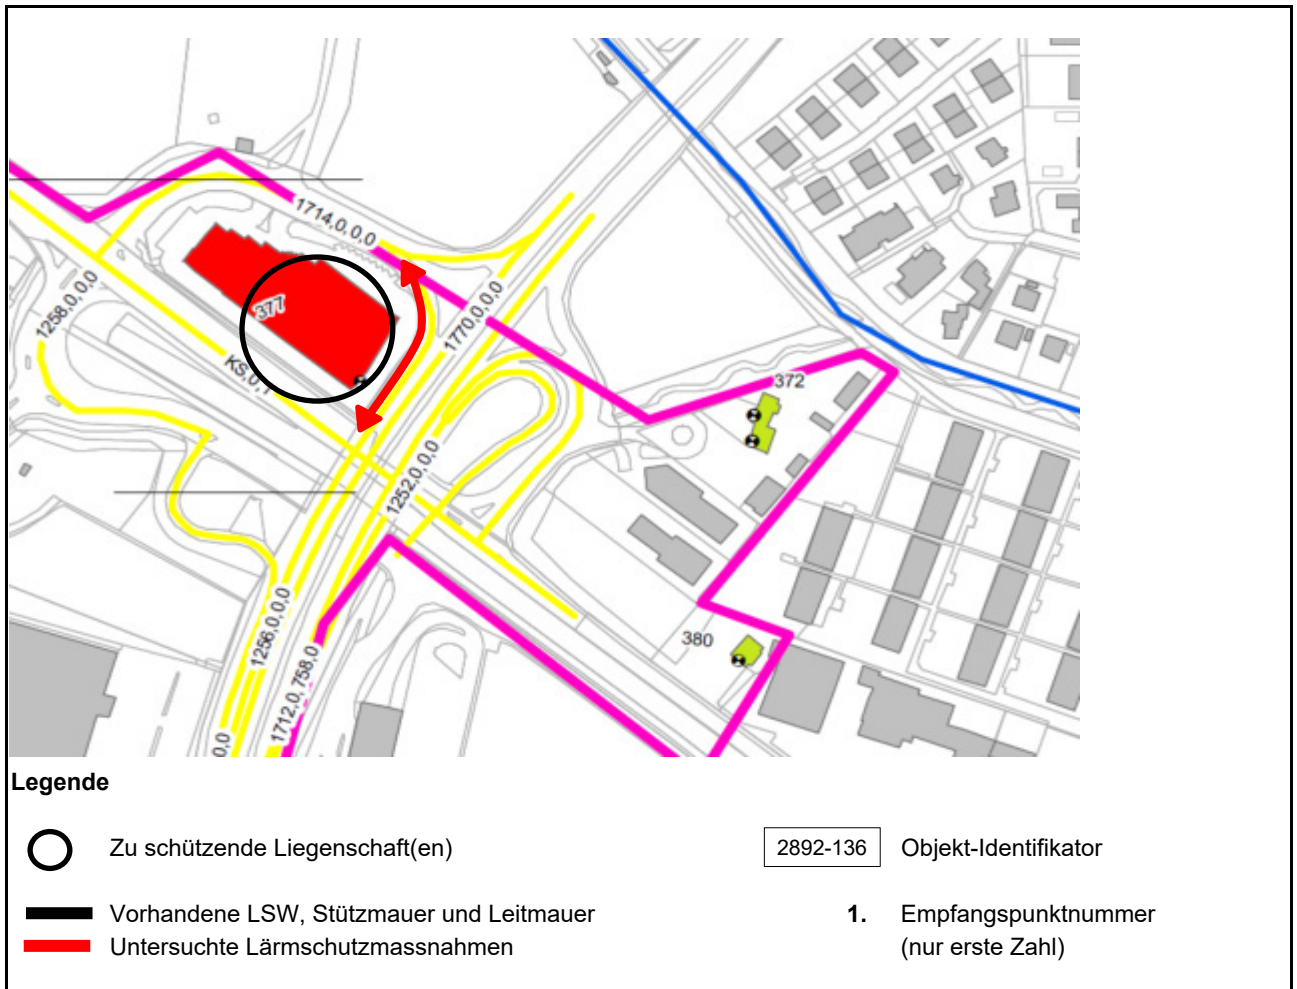 1714,0,0,0
1258,0,0,0
377
1770,0,0,0
KS,0,1
372
1252,0,0,0
380
1256,0,0,0
1712,0,758,0
0,0
Legende
Zu schützende Liegenschaft(en)
2892-136 Objekt-Identifikator
Vorhandene LSW, Stützmauer und Leitmauer
1. Empfangspunktnummer
Untersuchte Lärmschutzmassnahmen
(nur erste Zahl)